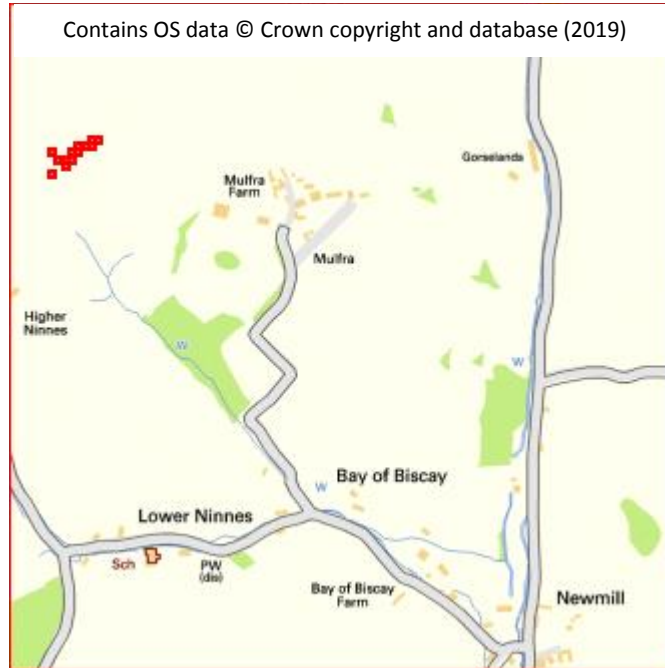 Contains OS data © Crown copyright and database (2019)
Gorselands
Mulfra
Farm
Mulfra
Higher
Ninnes
W
W
Bay of Biscay
W
Lower Ninnes
Sch
PW
(dis)
Bay of Biscay
Farm
Newmill